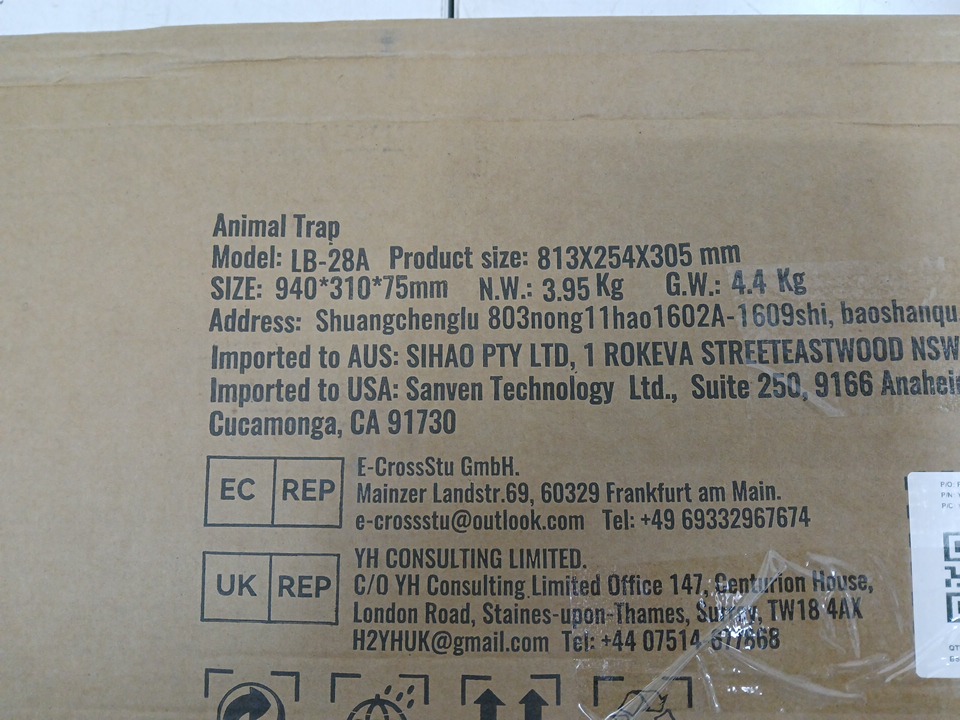 Animal Trap
Model: LB-28A Product size: 813X254X305 mm
SIZE: 940*310*75mm N.W.: 3.95 Kg G.W.: 4.4 Kg
Address: Shuangchenglu 803nong11hao1602A-1609shi, baoshanqu
Imported to AUS: SIHAO PTY LTD, 1 ROKEVA STREETEASTWOOD NSW
Imported to USA: Sanven Technology Ltd., Suite 250, 9166
Cucamonga, CA 91730
EC REP
E-CrossStu GmbH.
Mainzer Landstr.69, 60329 Frankfurt am Main.
e-crossstu@outlook.com Tel: +49 69332967674
UK REP
YH CONSULTING LIMITED.
C/O YH Consulting Limited Office 147, Centurion House,
London Road, Staines-upon-Thames, Surrey, TW18 4AX
H2YHUK@gmail.com Tel: +44 07514
P/O:
P/N:
P/C: